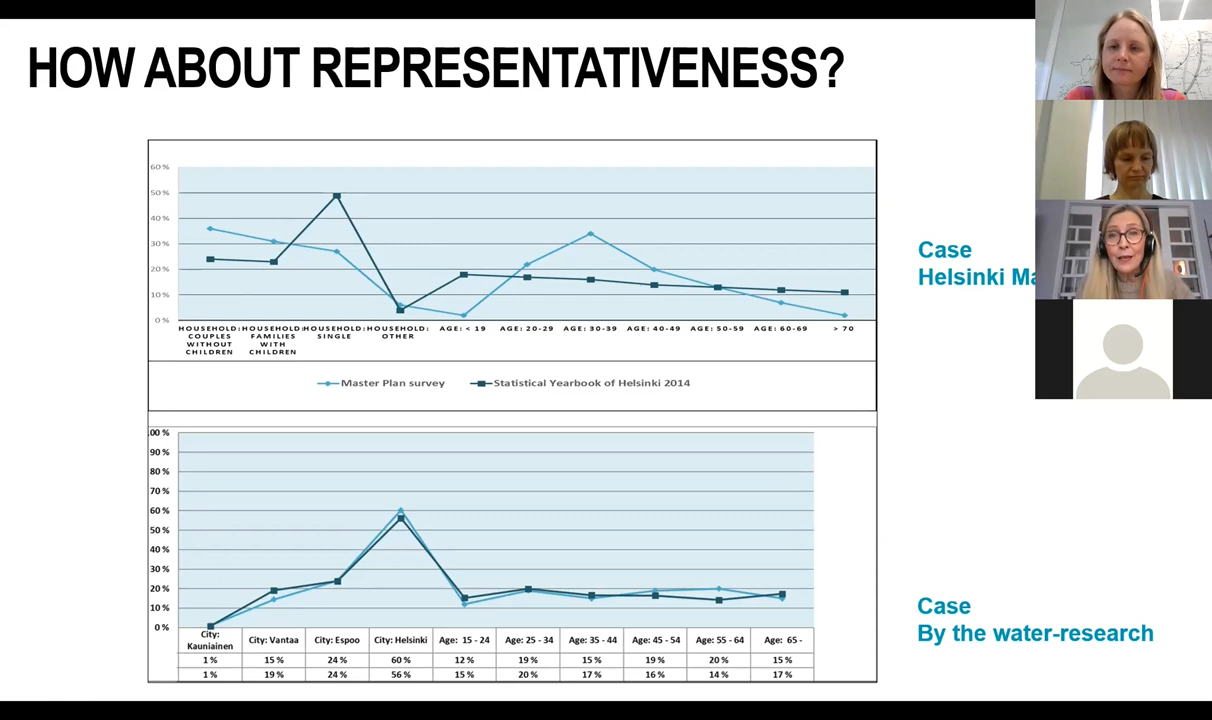 HOW ABOUT REPRESENTATIVENESS?
60 %
50 %
40 %
30 %
20 %
10 %
0 %
HOUSEHOLD: COUPLES WITHOUT CHILDREN
HOUSEHOLD: FAMILIES WITH CHILDREN
HOUSEHOLD: SINGLE
HOUSEHOLD: OTHER
AGE: < 19
AGE: 20-29
AGE: 30-39
AGE: 40-49
AGE: 50-59
AGE: 60-69
> 70
Master Plan survey
Statistical Yearbook of Helsinki 2014
Case
Helsinki Ma
00 %
90 %
80 %
70 %
60 %
50 %
40 %
30 %
20 %
10 %
0 %
City: Kauniainen City: Vantaa City: Espoo City: Helsinki Age: 15 - 24 Age: 25 - 34 Age: 35 - 44 Age: 45 - 54 Age: 55 - 64 Age: 65 -
1 % 15 % 24 % 60 % 12 % 19 % 15 % 19 % 20 % 15 %
1 % 19 % 24 % 56 % 15 % 20 % 17 % 16 % 14 % 17 %
Case
By the water-research